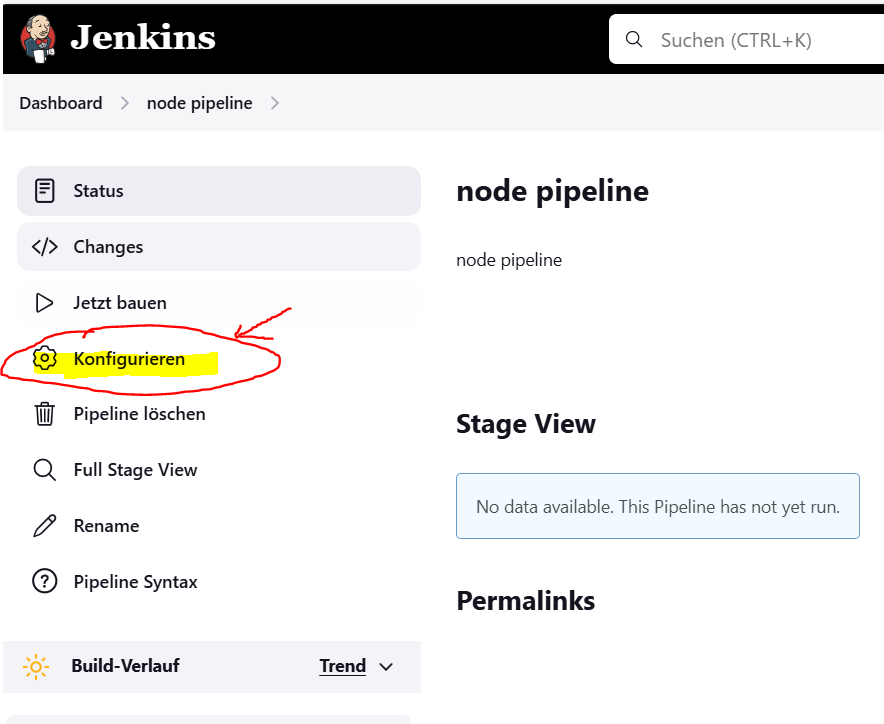 Jenkins
Suchen (CTRL+K)
Dashboard
node pipeline
Status
Changes
Jetzt bauen
Konfigurieren
Pipeline löschen
Full Stage View
Rename
Pipeline Syntax
Build-Verlauf
Trend
node pipeline
node pipeline
Stage View
No data available. This Pipeline has not yet run.
Permalinks